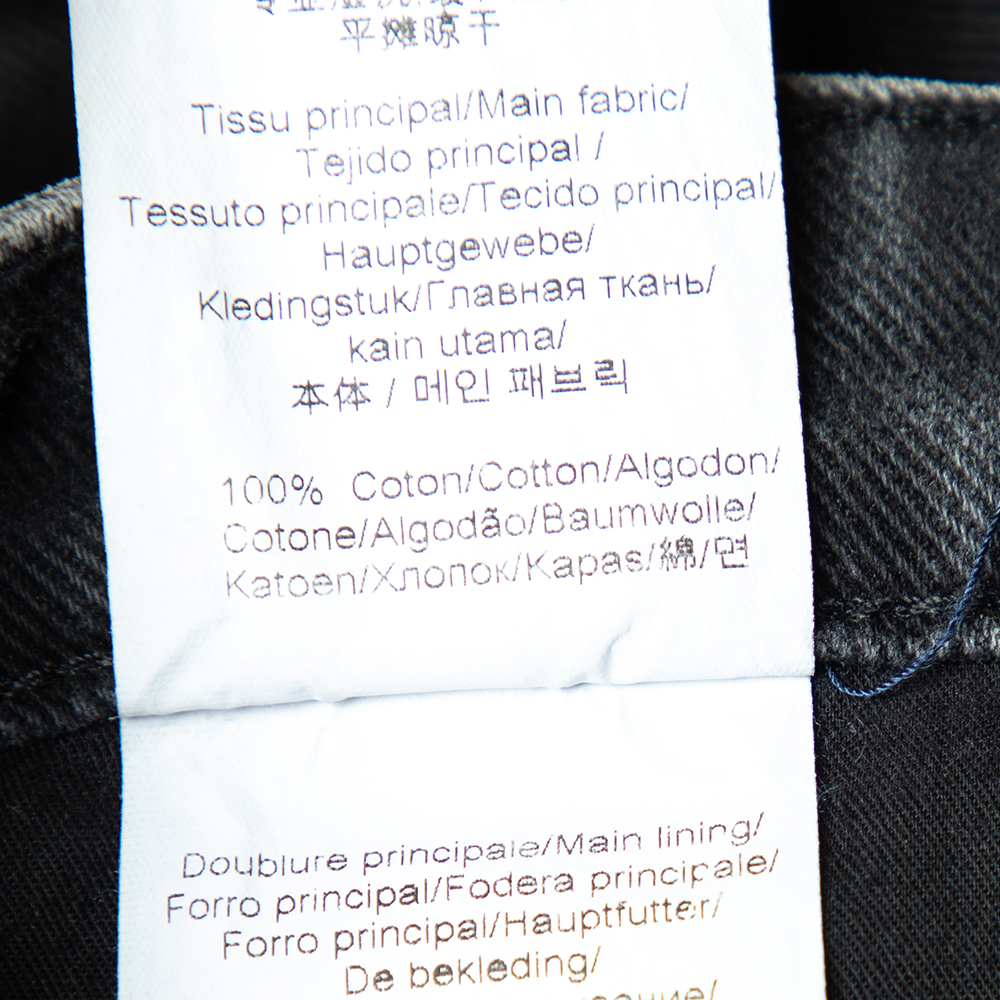 平摊晾干
Tissu principal/Main fabric/
Tejido principal /
Tessuto principale/Tecido principal/
Hauptgewebe/
Kledingstuk/Главная ткань/
kain utama/
本体 / 메인 패브릭
100% Coton/Cotton/Algodon/
Cotone/Algodão/Baumwolle/
Katoen/Хлопок/Kapas/綿/면
Doublure principale/Main lining/
Forro principal/Fodera principale/
Forro principal/Hauptfutter/
De bekleding/